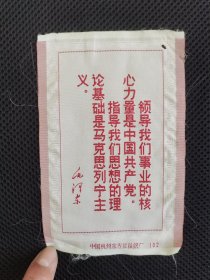 领导我们事业的核
心力量是中国共产党。
指导我们思想的理
论基础是马克思列宁主
义。
毛泽东
中国杭州东方红丝织厂 102